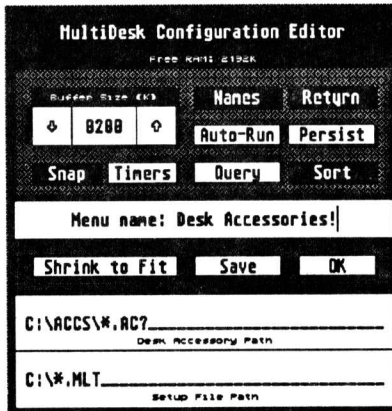 MultiDesk Configuration Editor
Free RAM: 2192K
Buffer Size (K)
Names Return
0200
Auto-Run Persist
Snap Timers Query Sort
Menu name: Desk Accessories!
Shrink to Fit Save OK
C:\ACCS\*.AC?
Desk Accessory Path
C:\*.MLT
Setup File Path